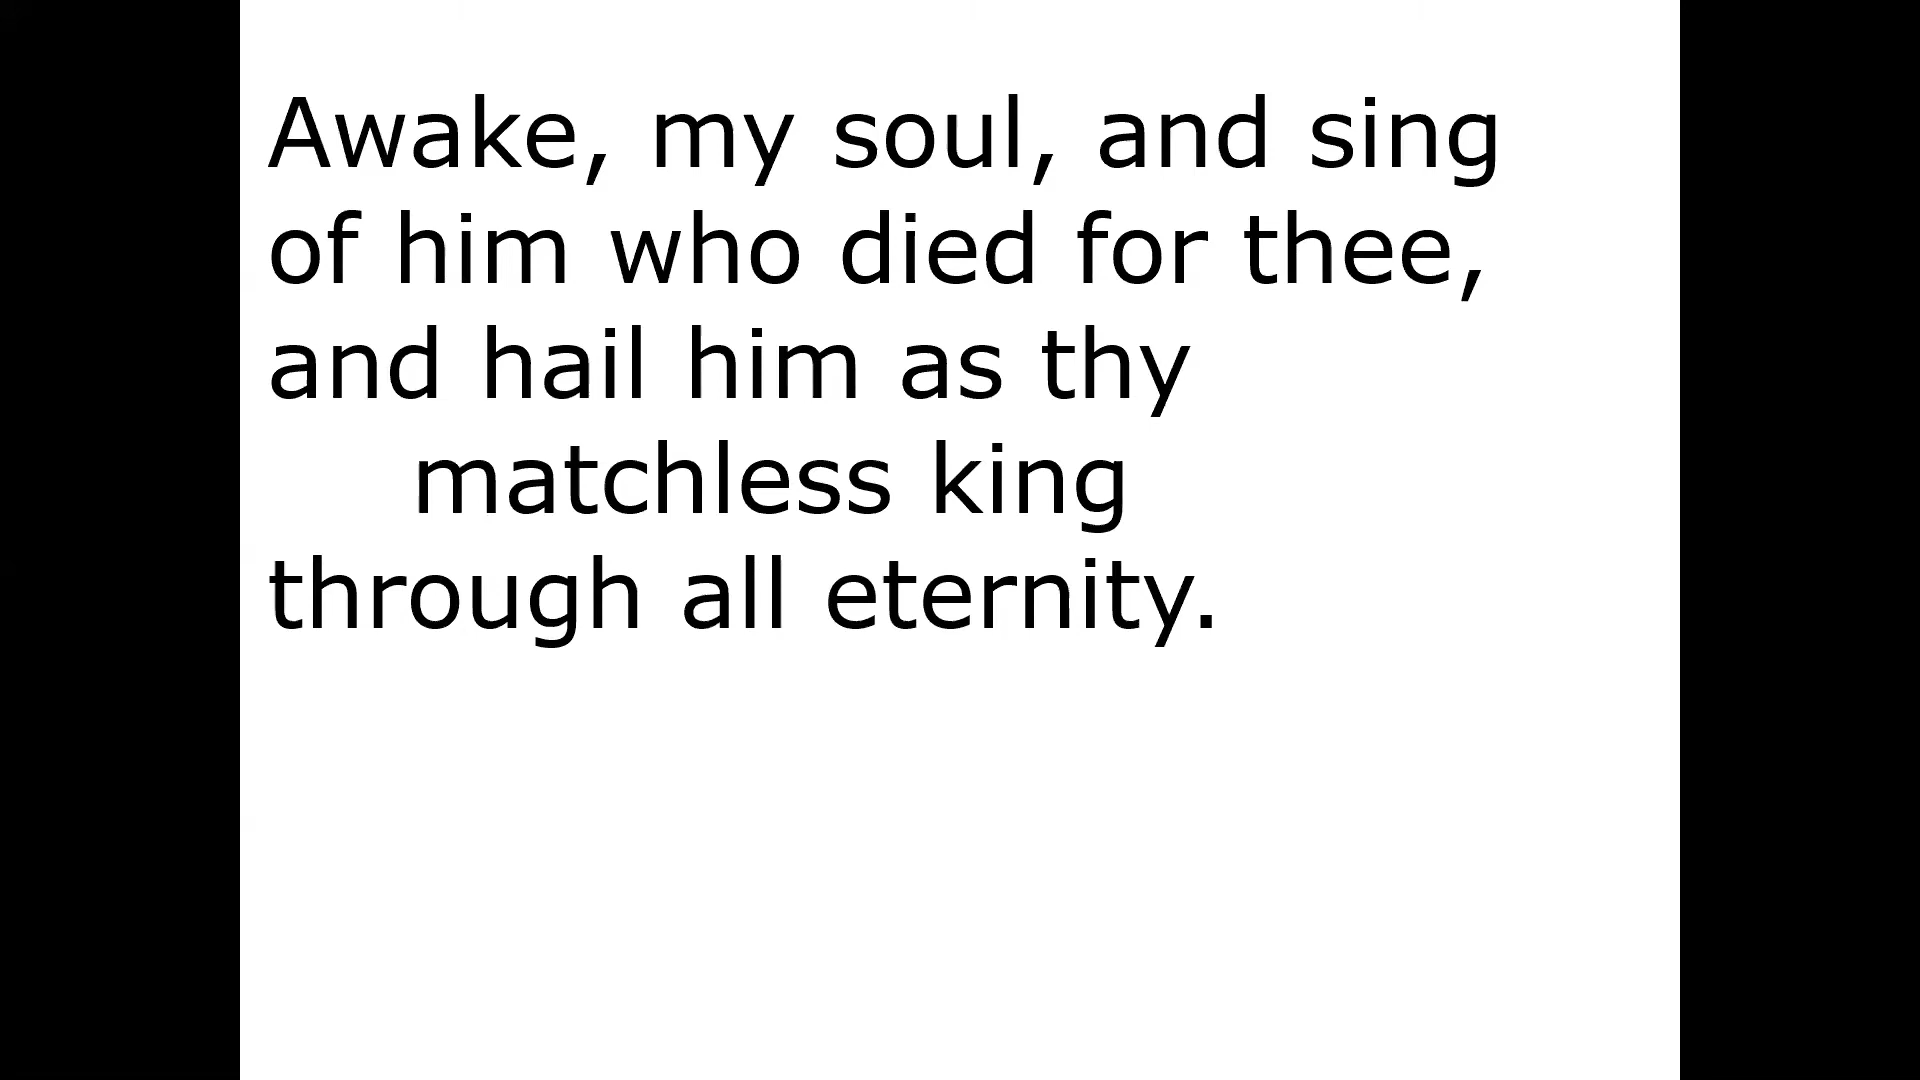 Awake, my soul, and sing
of him who died for thee,
and hail him as thy
matchless king
through all eternity.